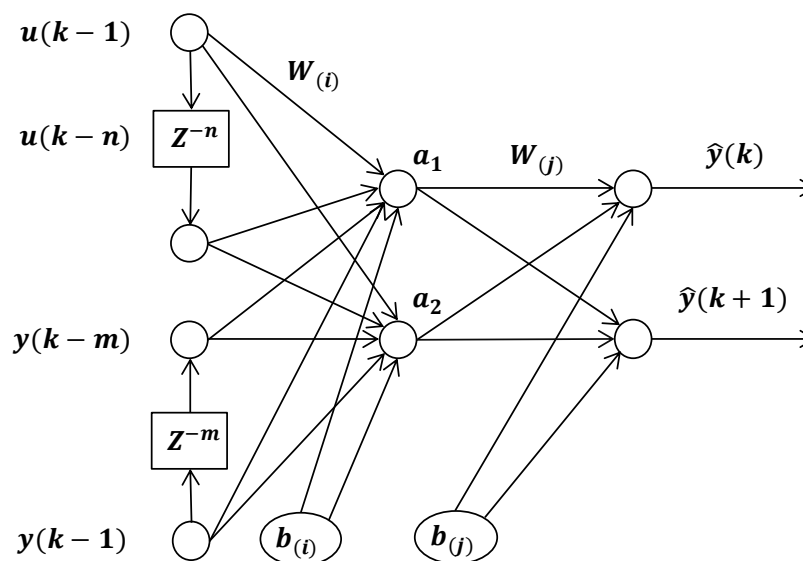 u(k − 1)
W(i)
u(k − n)
Z⁻ⁿ
a₁
W(j)
ŷ(k)
a₂
ŷ(k + 1)
y(k − m)
Z⁻ᵐ
y(k − 1)
b(i)
b(j)